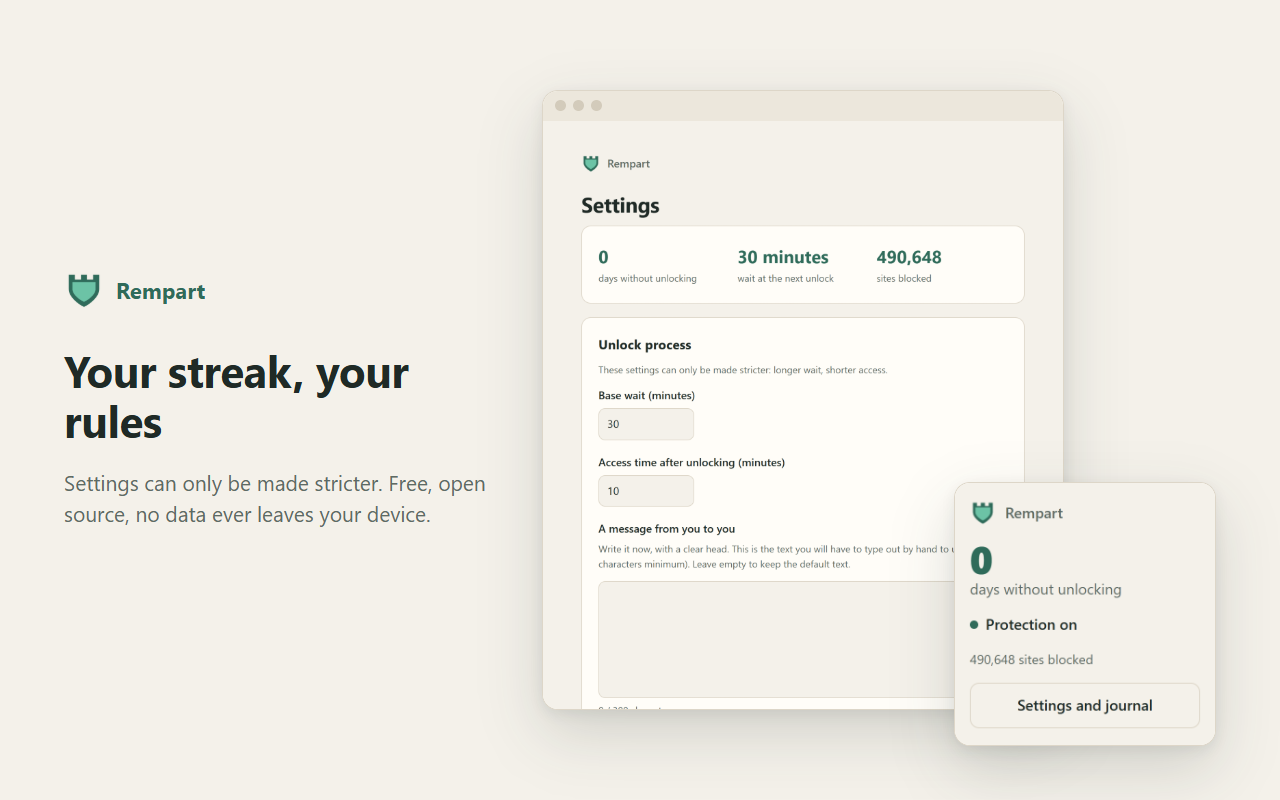 Rempart
Your streak, your
rules
Settings can only be made stricter. Free, open
source, no data ever leaves your device.
Rempart
Settings
0
days without unlocking
30 minutes
wait at the next unlock
490,648
sites blocked
Unlock process
These settings can only be made stricter: longer wait, shorter access.
Base wait (minutes)
30
Access time after unlocking (minutes)
10
A message from you to you
Write it now, with a clear head. This is the text you will have to type out by hand to
characters minimum). Leave empty to keep the default text.
Rempart
0
days without unlocking
Protection on
490,648 sites blocked
Settings and journal